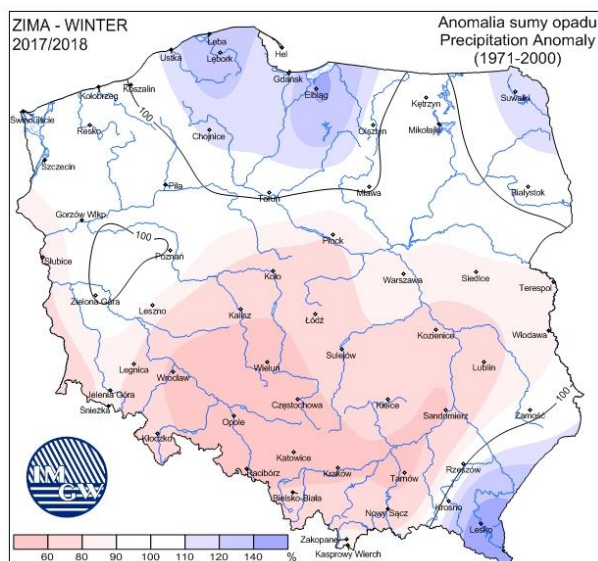 ZIMA - WINTER
2017/2018
Anomalia sumy opadu
Precipitation Anomaly
(1971-2000)
Łeba
Ustka
Lębork
Hel
Gdańsk
Koszalin
Kołobrzeg
Elbląg
Kętrzyn
Suwałki
Świnoujście
Resko
100
Chojnice
Olsztyn
Mikołajki
Szczecin
Piła
Toruń
Mława
Białystok
Gorzów Wlkp.
Płock
100
Słubice
Poznań
Koło
Warszawa
Siedlce
Terespol
Zielona Góra
Leszno
Kalisz
Łódź
Kozienice
Włodawa
Sulejów
Legnica
Wrocław
Wieluń
Lublin
Jelenia Góra
Śnieżka
Częstochowa
Kielce
Sandomierz
Zamość
100
Opole
Kłodzko
Katowice
Racibórz
Kraków
Tarnów
Rzeszów
Bielsko-Biała
Nowy Sącz
Krosno
Lesko
Zakopane
Kasprowy Wierch
IM
GW
60 80 90 100 110 120 140 %